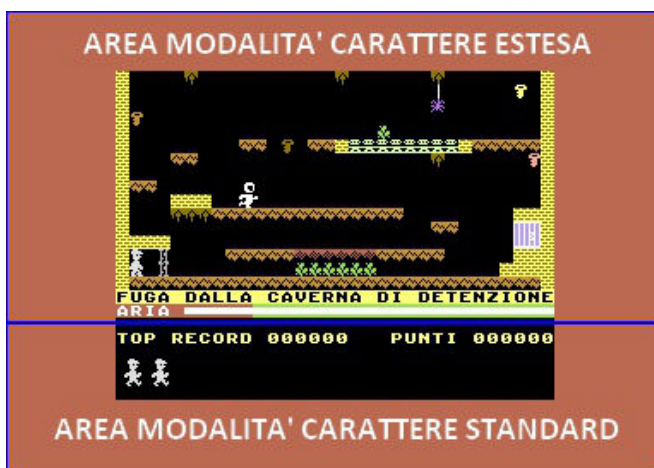 AREA MODALITA' CARATTERE ESTESA
FUGA DALLA CAVERNA DI DETENZIONE
ARIA
TOP RECORD 000000 PUNTI 000000
AREA MODALITA' CARATTERE STANDARD